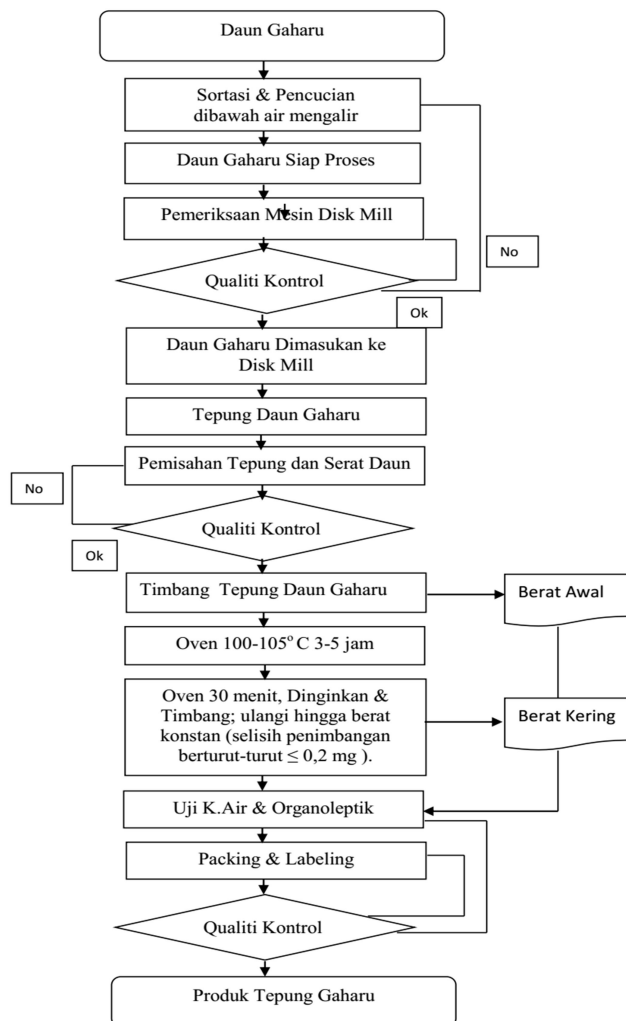 Daun Gaharu
Sortasi & Pencucian
dibawah air mengalir
Daun Gaharu Siap Proses
Pemeriksaan Mesin Disk Mill
No
Qualiti Kontrol
Ok
Daun Gaharu Dimasukan ke
Disk Mill
Tepung Daun Gaharu
Pemisahan Tepung dan Serat Daun
No
Qualiti Kontrol
Ok
Timbang Tepung Daun Gaharu
Berat Awal
Oven 100-105° C 3-5 jam
Oven 30 menit, Dinginkan &
Timbang; ulangi hingga berat
konstan (selisih penimbangan
berturut-turut ≤ 0,2 mg ).
Berat Kering
Uji K.Air & Organoleptik
Packing & Labeling
Qualiti Kontrol
Produk Tepung Gaharu